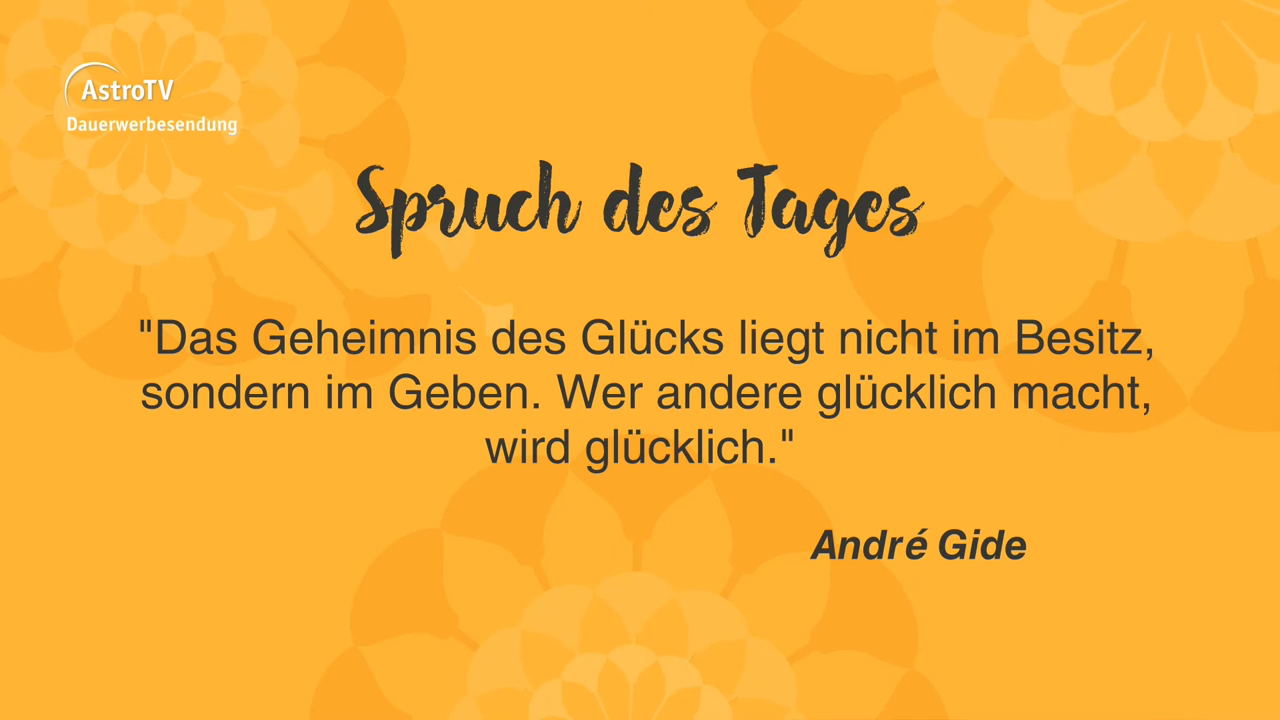 AstroTV
Dauerwerbesendung
Spruch des Tages
"Das Geheimnis des Glücks liegt nicht im Besitz,
sondern im Geben. Wer andere glücklich macht,
wird glücklich."
André Gide